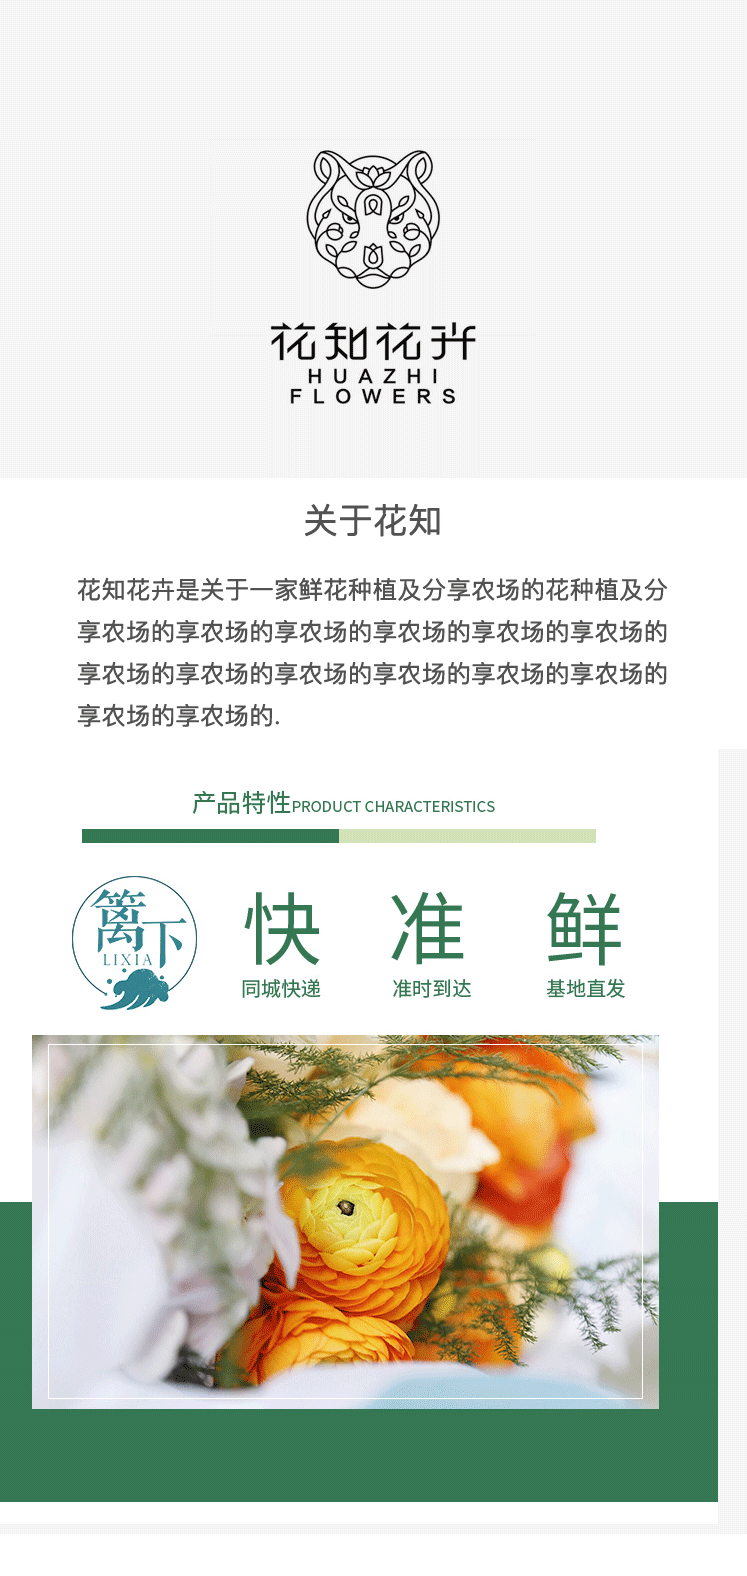 花知花卉
HUAZHI
FLOWERS
关于花知
花知花卉是关于一家鲜花种植及分享农场的花种植及分
享农场的享农场的享农场的享农场的享农场的享农场的
享农场的享农场的享农场的享农场的享农场的享农场的
享农场的享农场的.
产品特性PRODUCT CHARACTERISTICS
篱下
LIXIA
快 准 鲜
同城快递 准时到达 基地直发